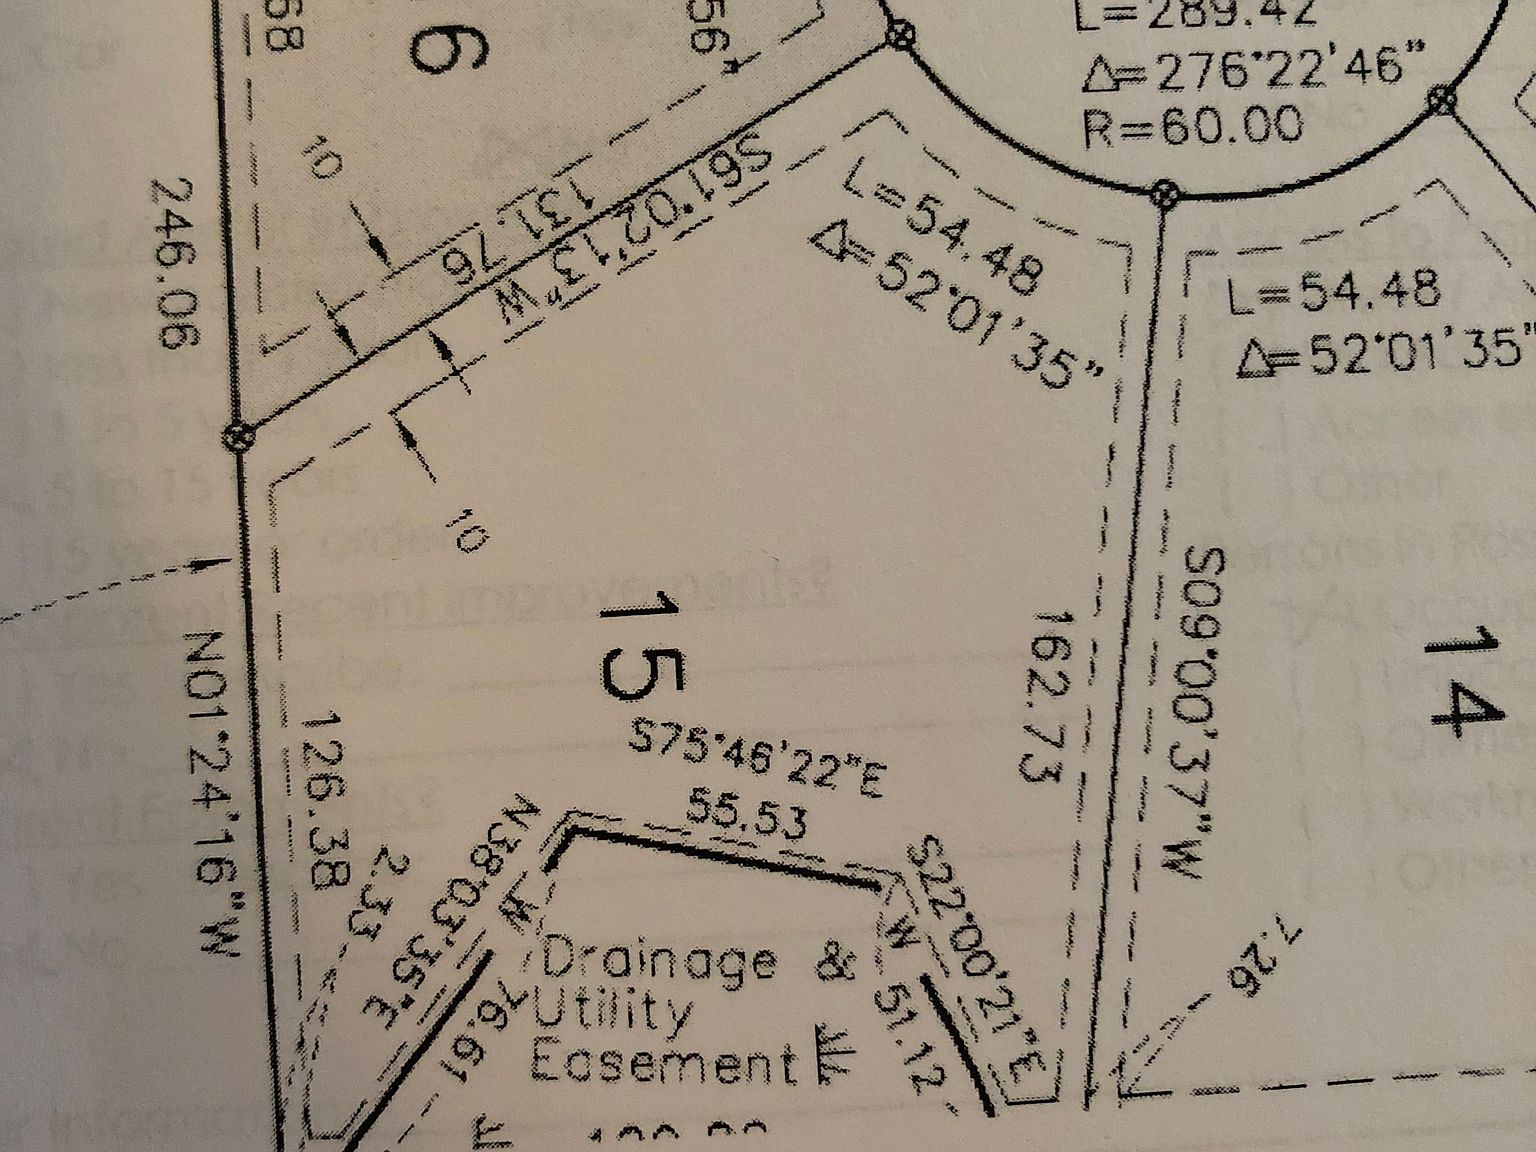 68
6
56"
L=289.42
Δ=276°22'46"
R=60.00
10
246.06
131.76
S61°02'13"W
L=54.48
Δ=52°01'35"
L=54.48
Δ=52°01'35"
10
15
14
S09°00'37"W
162.73
N01°24'16"W
126.38
S75°46'22"E
55.53
2.33
N38°03'35"E
76.61
W
W
S22°00'21"E
51.12
7.26
Drainage &
Utility
Easement